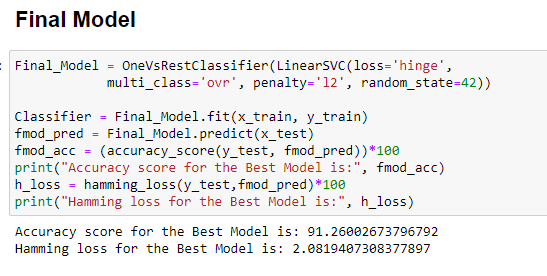 Final Model
: Final_Model = OneVsRestClassifier(LinearSVC(loss='hinge',
multi_class='ovr', penalty='l2', random_state=42))
Classifier = Final_Model.fit(x_train, y_train)
fmod_pred = Final_Model.predict(x_test)
fmod_acc = (accuracy_score(y_test, fmod_pred))*100
print("Accuracy score for the Best Model is:", fmod_acc)
h_loss = hamming_loss(y_test,fmod_pred)*100
print("Hamming loss for the Best Model is:", h_loss)
Accuracy score for the Best Model is: 91.26002673796792
Hamming loss for the Best Model is: 2.0819407308377897